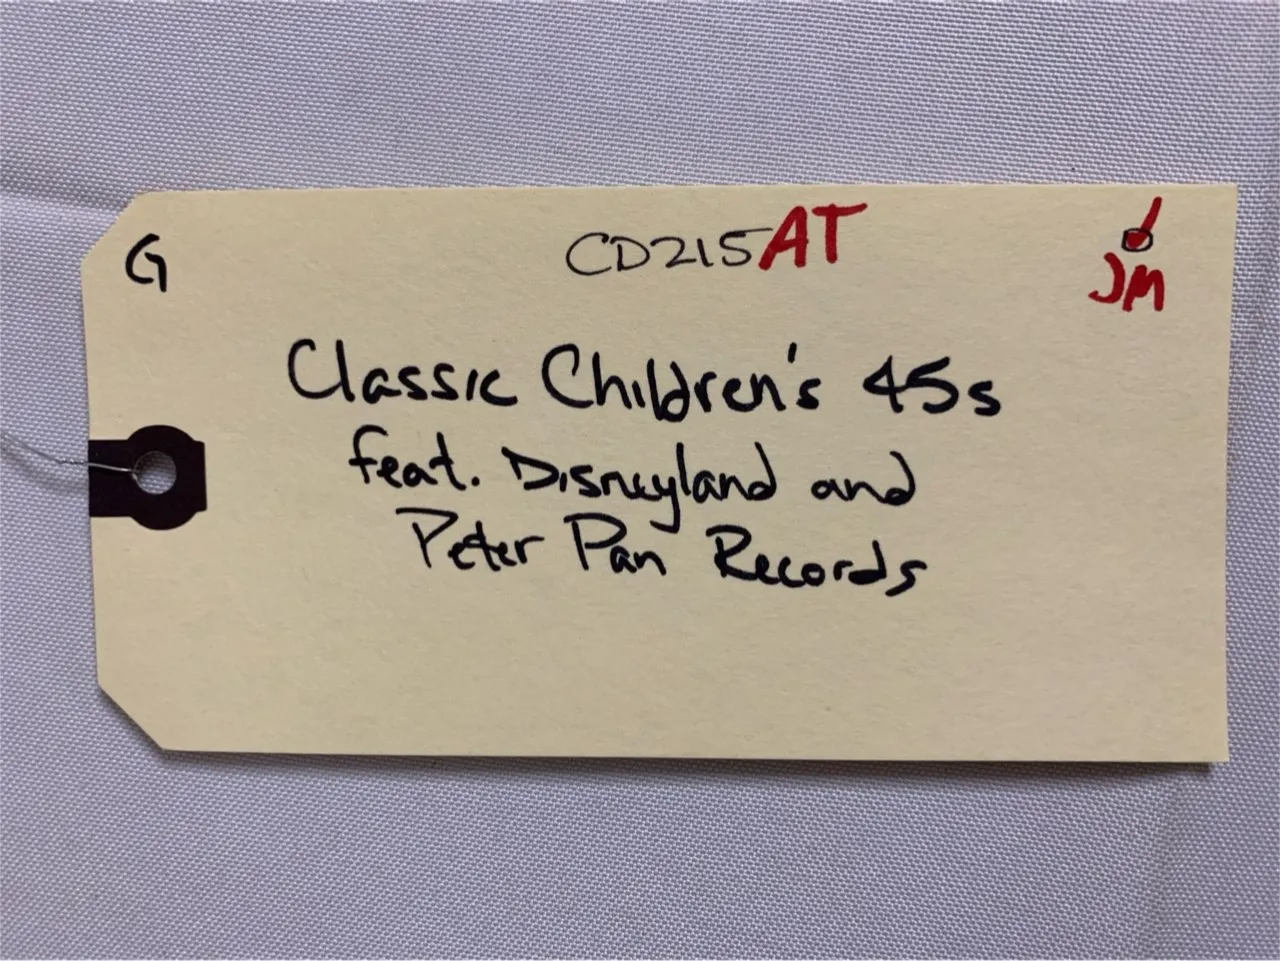 G CD215AT
JM
Classic Children's 45s
feat. Disneyland and
Peter Pan Records